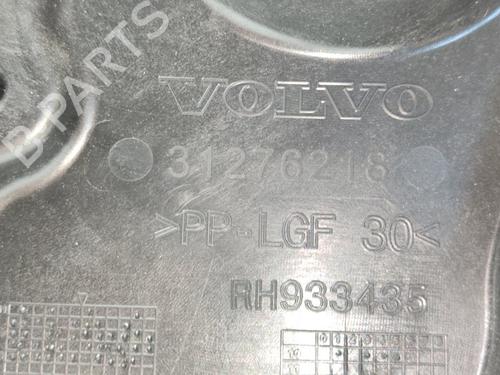 B-PARTS
VOLVO
31276218
>PP-LGF 30<
RH933435